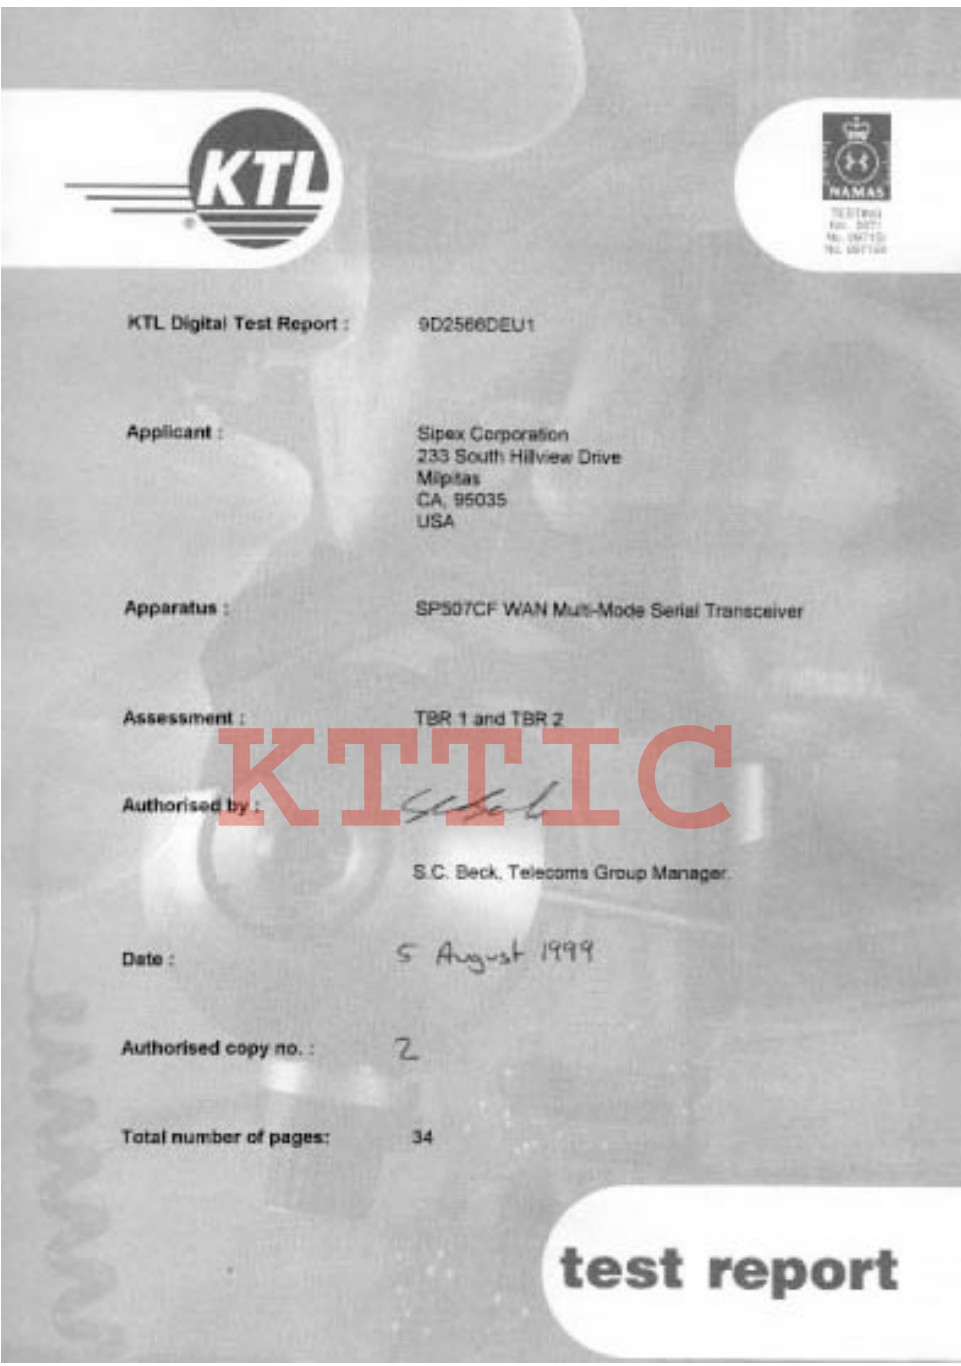 KTL
®
NAMAS
TESTING
KTL Digital Test Report : 9D2566DEU1
Applicant : Sipex Corporation
233 South Hillview Drive
Milpitas
CA, 95035
USA
Apparatus : SP507CF WAN Multi-Mode Serial Transceiver
Assessment : TBR 1 and TBR 2
KTTIC
Authorised by :
S.C. Beck, Telecoms Group Manager.
Date : 5 August 1999
Authorised copy no. : 2
Total number of pages: 34
test report